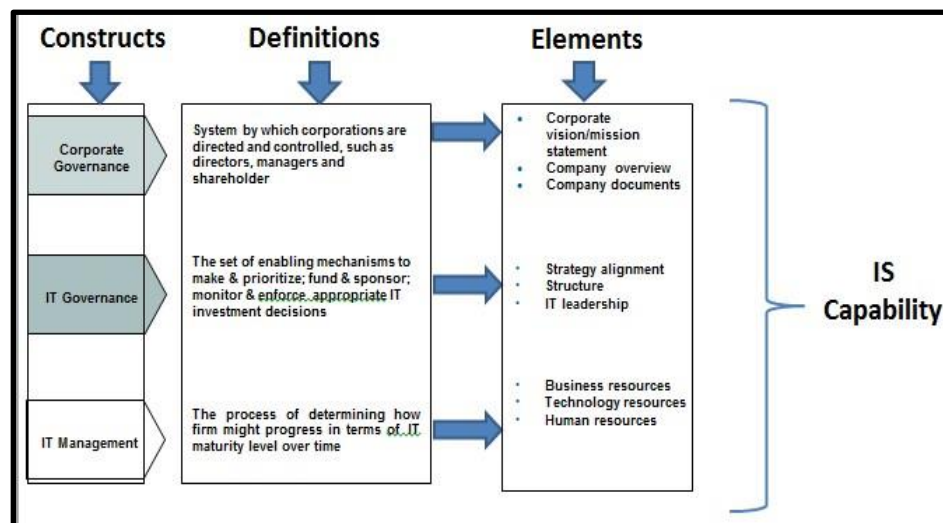 Constructs
Definitions
Elements
Corporate
Governance
System by which corporations are
directed and controlled, such as
directors, managers and
shareholder
• Corporate
vision/mission
statement
• Company overview
• Company documents
IT Governance
The set of enabling mechanisms to
make & prioritize; fund & sponsor;
monitor & enforce appropriate IT
investment decisions
• Strategy alignment
• Structure
• IT leadership
IT Management
The process of determining how
firm might progress in terms of IT
maturity level over time
• Business resources
• Technology resources
• Human resources
IS
Capability